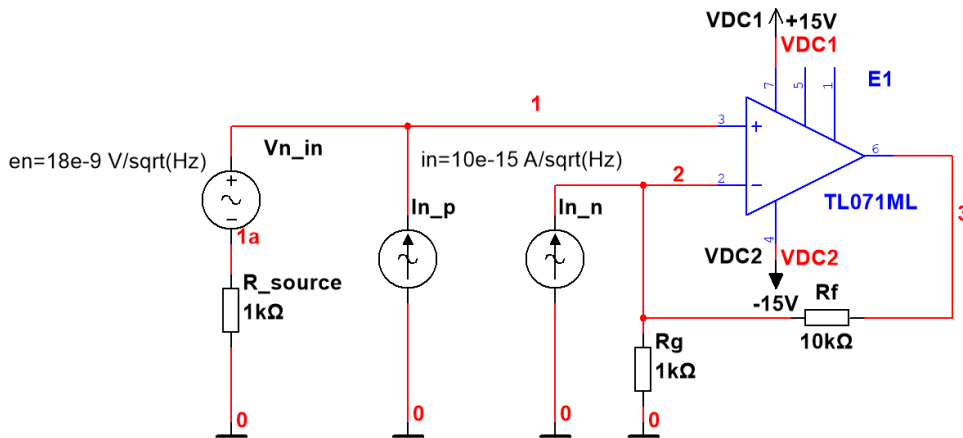 VDC1 +15V
VDC1
7
5
1
E1
1
3
+
Vn_in
en=18e-9 V/sqrt(Hz)
in=10e-15 A/sqrt(Hz)
6
2
2
−
+
−
In_p
In_n
TL071ML
3
1a
4
VDC2
VDC2
R_source
1kΩ
-15V
Rf
10kΩ
Rg
1kΩ
0
0
0
0